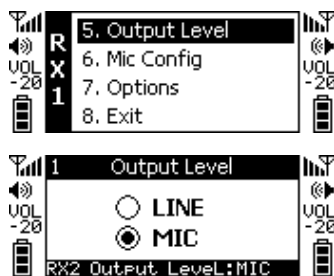 RX1
5. Output Level
6. Mic Config
7. Options
8. Exit
VOL
-20
VOL
-20
1 Output Level
LINE
MIC
VOL
-20
VOL
-20
RX2 Output Level:MIC